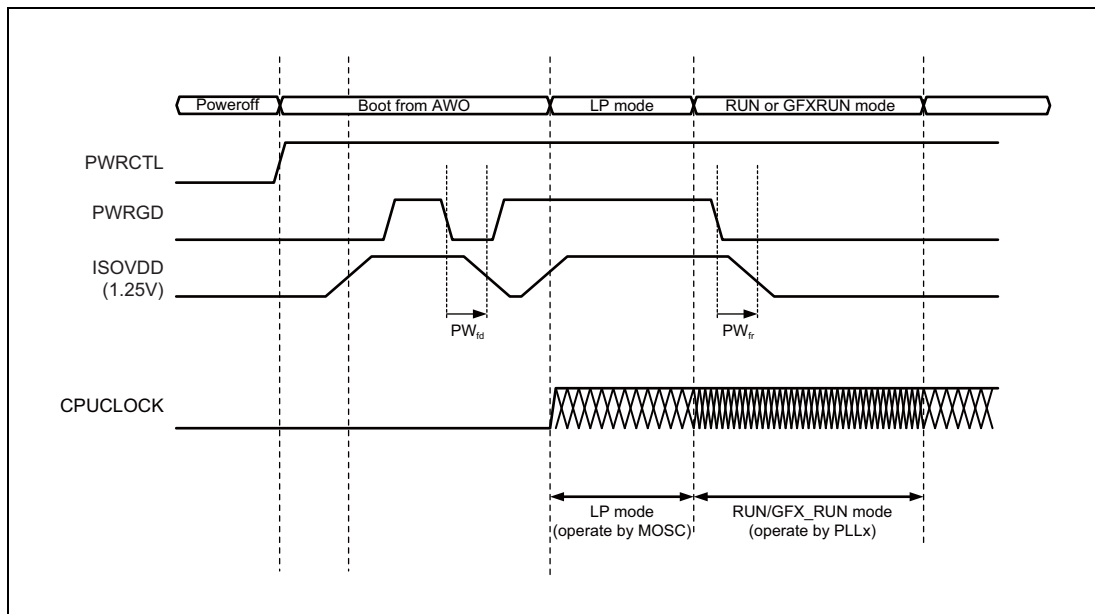 Poweroff
Boot from AWO
LP mode
RUN or GFXRUN mode
PWRCTL
PWRGD
ISOVDD
(1.25V)
PWfd
PWfr
CPUCLOCK
LP mode
(operate by MOSC)
RUN/GFX_RUN mode
(operate by PLLx)